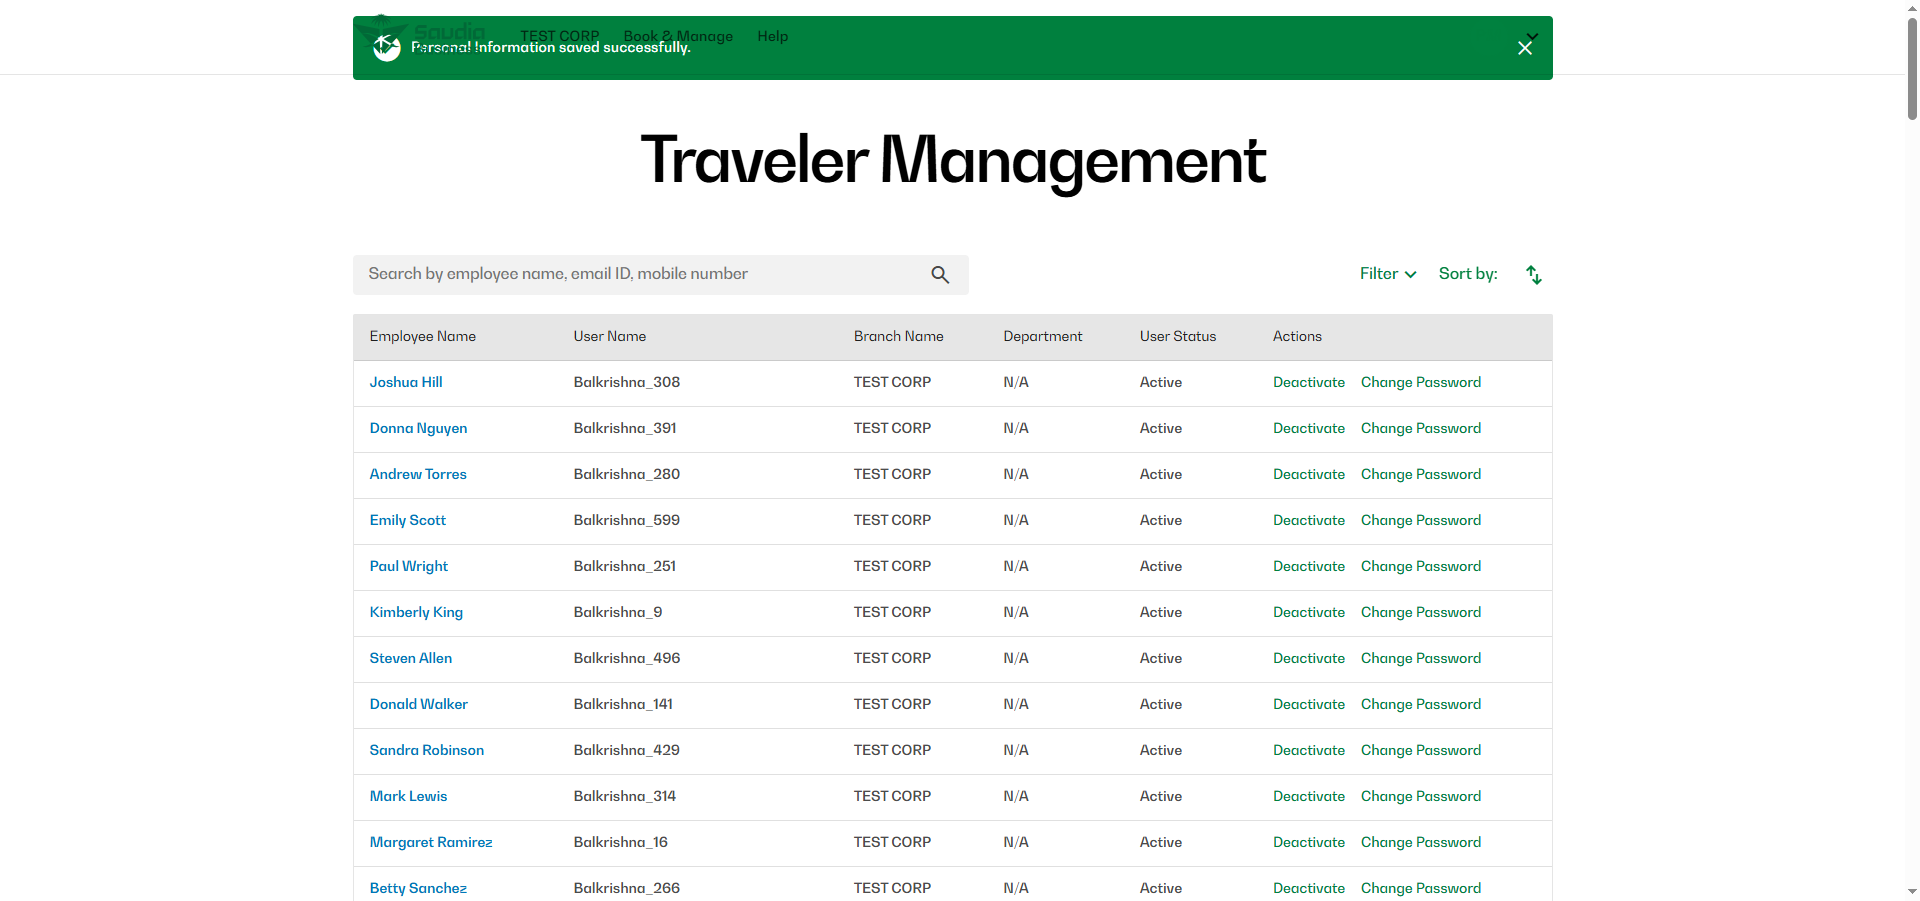 Saudia
TEST CORP Book & Manage Help
Personal Information saved successfully.
Traveler Management
Search by employee name, email ID, mobile number
Filter Sort by:
Employee Name User Name Branch Name Department User Status Actions
Joshua Hill Balkrishna_308 TEST CORP N/A Active Deactivate Change Password
Donna Nguyen Balkrishna_391 TEST CORP N/A Active Deactivate Change Password
Andrew Torres Balkrishna_280 TEST CORP N/A Active Deactivate Change Password
Emily Scott Balkrishna_599 TEST CORP N/A Active Deactivate Change Password
Paul Wright Balkrishna_251 TEST CORP N/A Active Deactivate Change Password
Kimberly King Balkrishna_9 TEST CORP N/A Active Deactivate Change Password
Steven Allen Balkrishna_496 TEST CORP N/A Active Deactivate Change Password
Donald Walker Balkrishna_141 TEST CORP N/A Active Deactivate Change Password
Sandra Robinson Balkrishna_429 TEST CORP N/A Active Deactivate Change Password
Mark Lewis Balkrishna_314 TEST CORP N/A Active Deactivate Change Password
Margaret Ramirez Balkrishna_16 TEST CORP N/A Active Deactivate Change Password
Betty Sanchez Balkrishna_266 TEST CORP N/A Active Deactivate Change Password